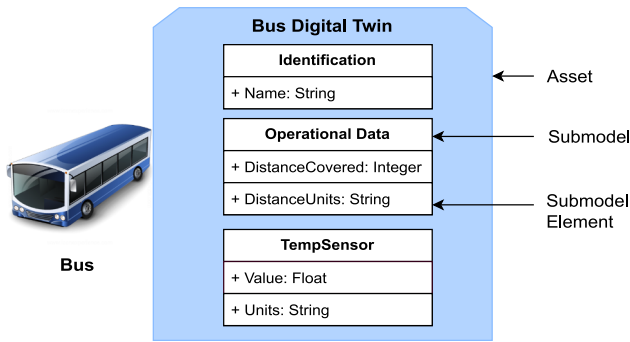 Bus Digital Twin
Identification
+ Name: String
Asset
Operational Data
Submodel
+ DistanceCovered: Integer
+ DistanceUnits: String
Submodel
Element
TempSensor
+ Value: Float
+ Units: String
Bus